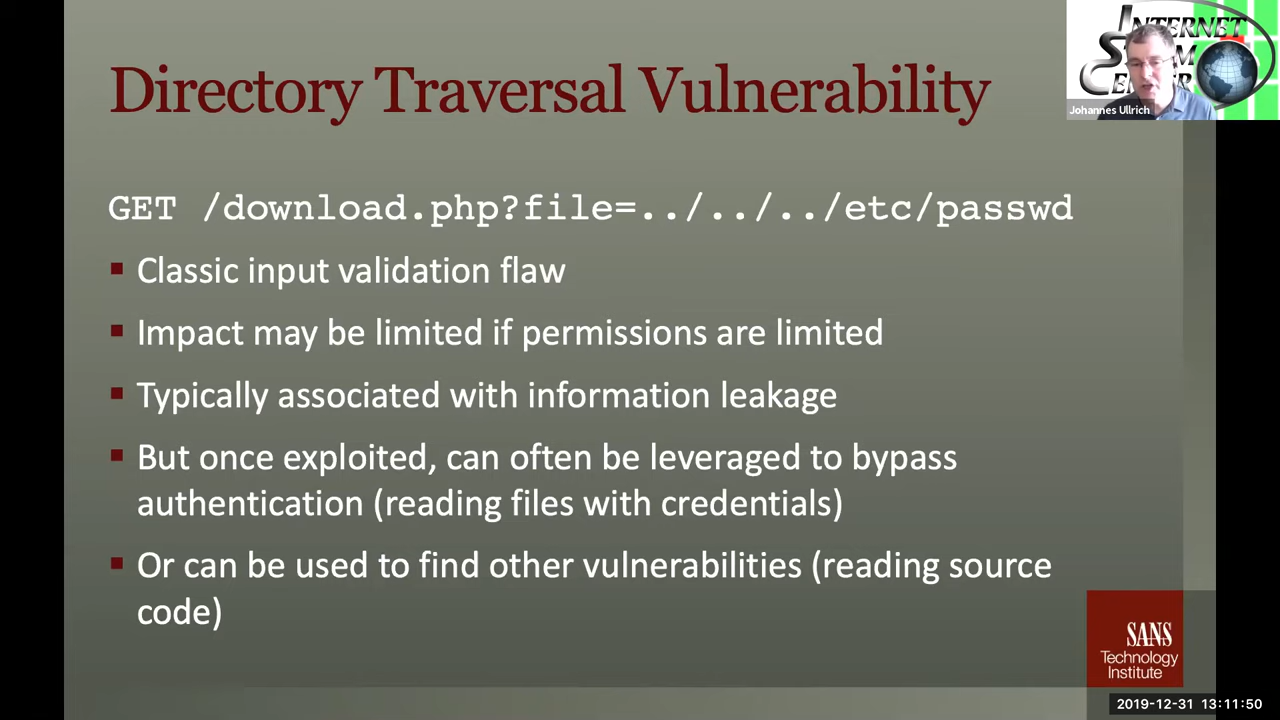 Directory Traversal Vulnerability
INTERNET
STORM
CENTER
Johannes Ullrich
GET /download.php?file=../../../etc/passwd
Classic input validation flaw
Impact may be limited if permissions are limited
Typically associated with information leakage
But once exploited, can often be leveraged to bypass
authentication (reading files with credentials)
Or can be used to find other vulnerabilities (reading source
code)
SANS
Technology
Institute
2019-12-31 13:11:50